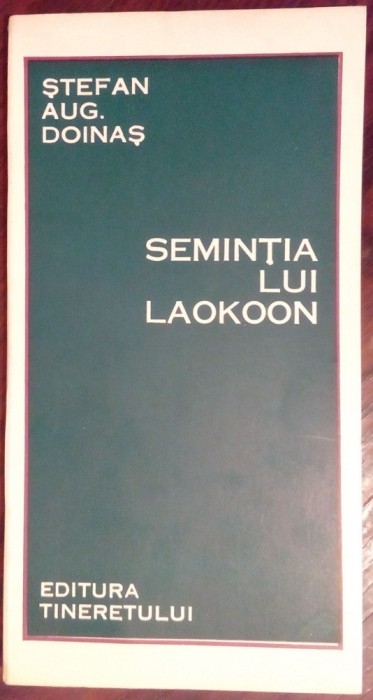 ŞTEFAN
AUG.
DOINAŞ
SEMINŢIA
LUI
LAOKOON
EDITURA
TINERETULUI